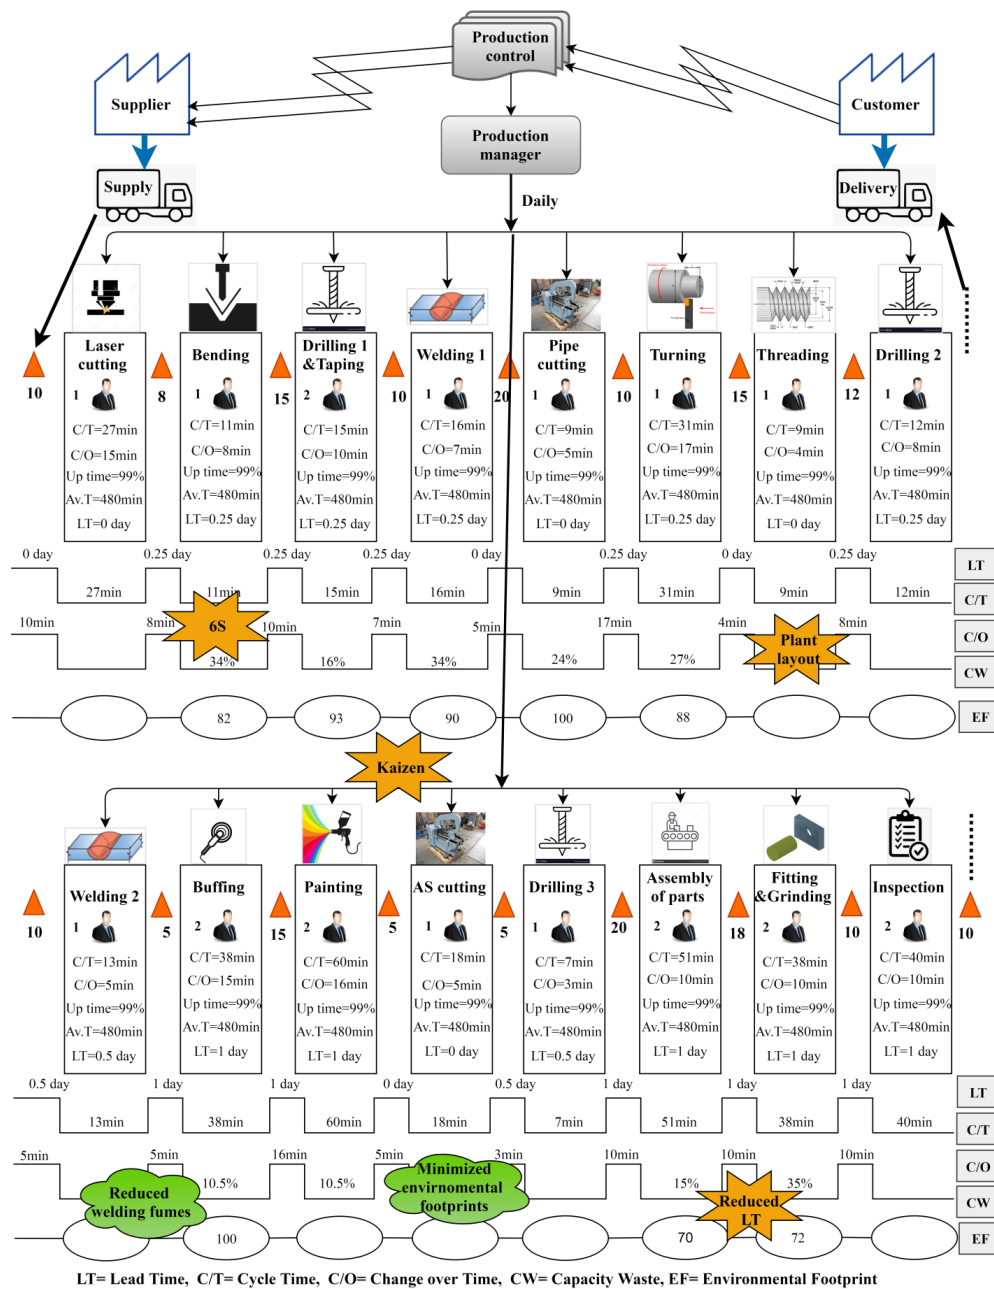 Production
control
Supplier
Customer
Production
manager
Supply
Delivery
Daily
Laser
cutting
Bending
Drilling 1
&Taping
Welding 1
Pipe
cutting
Turning
Threading
Drilling 2
10
1
8
1
15
2
10
1
20
1
10
1
15
1
12
1
C/T=27min
C/O=15min
Up time=99%
Av.T=480min
LT=0 day
C/T=11min
C/O=8min
Up time=99%
Av.T=480min
LT=0.25 day
C/T=15min
C/O=10min
Up time=99%
Av.T=480min
LT=0.25 day
C/T=16min
C/O=7min
Up time=99%
Av.T=480min
LT=0.25 day
C/T=9min
C/O=5min
Up time=99%
Av.T=480min
LT=0 day
C/T=31min
C/O=17min
Up time=99%
Av.T=480min
LT=0.25 day
C/T=9min
C/O=4min
Up time=99%
Av.T=480min
LT=0 day
C/T=12min
C/O=8min
Up time=99%
Av.T=480min
LT=0.25 day
0 day 0.25 day 0.25 day 0.25 day 0 day 0.25 day 0 day 0.25 day LT
27min 11min 15min 16min 9min 31min 9min 12min C/T
10min 8min 10min 7min 5min 17min 4min 8min C/O
6S
Plant
layout
34% 16% 34% 24% 27% CW
82 93 90 100 88 EF
Kaizen
Welding 2
Buffing
Painting
AS cutting
Drilling 3
Assembly
of parts
Fitting
&Grinding
Inspection
10
1
5
2
15
2
5
1
5
1
20
2
18
2
10
2
10
C/T=13min
C/O=5min
Up time=99%
Av.T=480min
LT=0.5 day
C/T=38min
C/O=15min
Up time=99%
Av.T=480min
LT=1 day
C/T=60min
C/O=16min
Up time=99%
Av.T=480min
LT=1 day
C/T=18min
C/O=5min
Up time=99%
Av.T=480min
LT=0 day
C/T=7min
C/O=3min
Up time=99%
Av.T=480min
LT=0.5 day
C/T=51min
C/O=10min
Up time=99%
Av.T=480min
LT=1 day
C/T=38min
C/O=10min
Up time=99%
Av.T=480min
LT=1 day
C/T=40min
C/O=10min
Up time=99%
Av.T=480min
LT=1 day
0.5 day 1 day 1 day 0 day 0.5 day 1 day 1 day 1 day LT
13min 38min 60min 18min 7min 51min 38min 40min C/T
5min 5min 16min 5min 3min 10min 10min 10min C/O
Reduced
welding fumes
Minimized
envirnomental
footprints
Reduced
LT
10.5% 10.5% 15% 35% CW
100 70 72 EF
LT= Lead Time, C/T= Cycle Time, C/O= Change over Time, CW= Capacity Waste, EF= Environmental Footprint